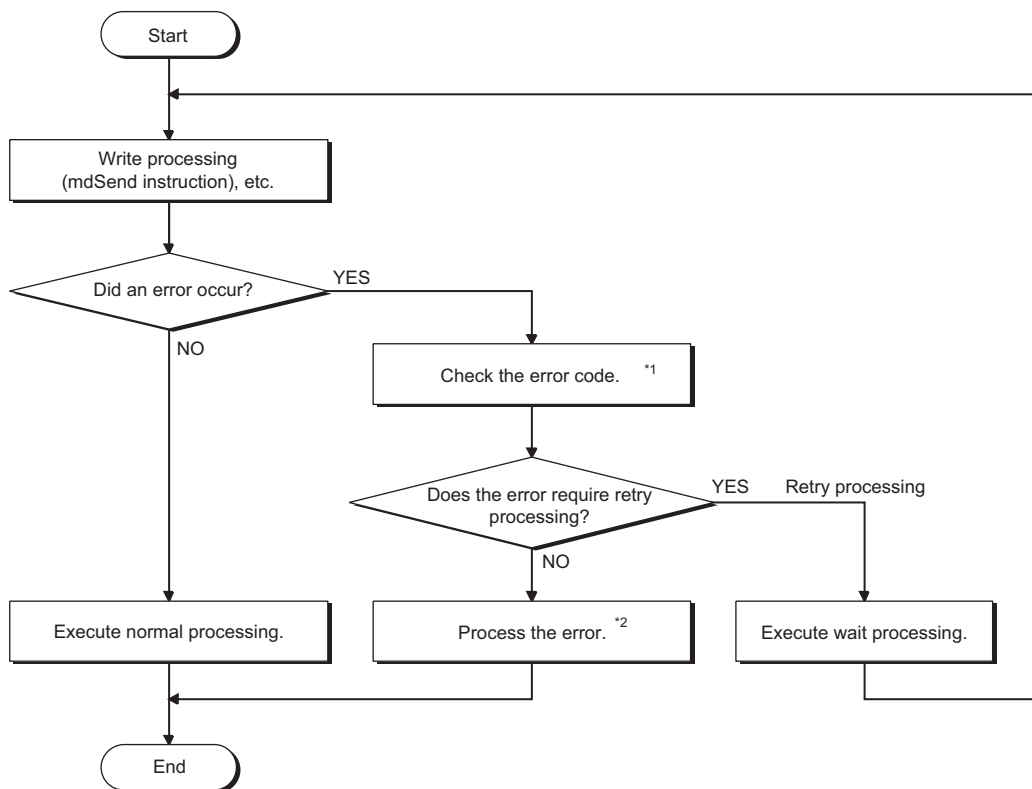 Start
Write processing
(mdSend instruction), etc.
Did an error occur?
YES
NO
Check the error code. *1
Does the error require retry
processing?
YES
Retry processing
NO
Execute normal processing.
Process the error. *2
Execute wait processing.
End